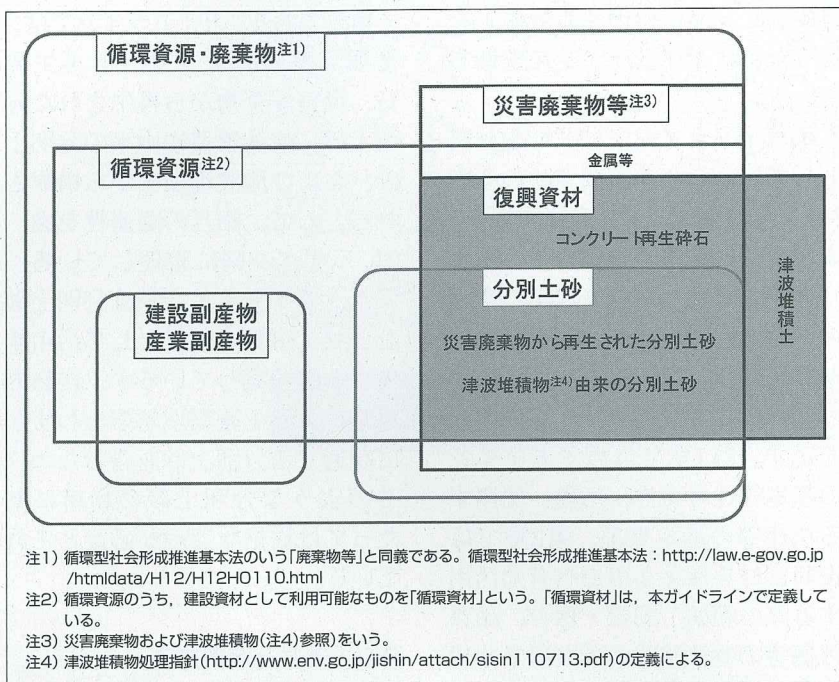 循環資源・廃棄物注1)
災害廃棄物等注3)
循環資源注2)
金属等
復興資材
コンクリート再生砕石
津波堆積土
分別土砂
建設副産物
産業副産物
災害廃棄物から再生された分別土砂
津波堆積物注4)由来の分別土砂
注1) 循環型社会形成推進基本法のいう「廃棄物等」と同義である。循環型社会形成推進基本法：http://law.e-gov.go.jp
/htmldata/H12/H12HO110.html
注2) 循環資源のうち，建設資材として利用可能なものを「循環資材」という。「循環資材」は，本ガイドラインで定義して
いる。
注3) 災害廃棄物および津波堆積物(注4)参照)をいう。
注4) 津波堆積物処理指針(http://www.env.go.jp/jishin/attach/sisin110713.pdf)の定義による。